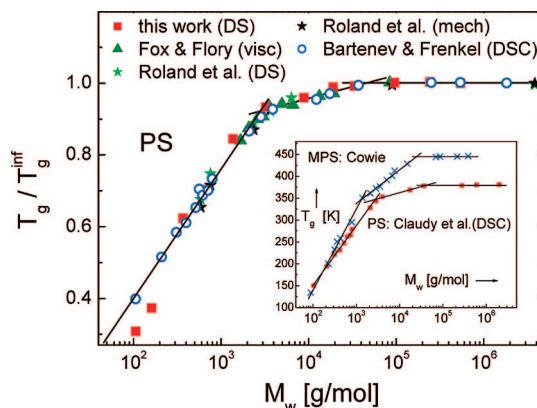 this work (DS)
Fox & Flory (visc)
Roland et al. (DS)
Roland et al. (mech)
Bartenev & Frenkel (DSC)
T_g / T_g^inf
1.0
0.8
0.6
0.4
PS
10^2
10^3
10^4
10^5
10^6
M_w [g/mol]
MPS: Cowie
T_g [K]
PS: Claudy et al.(DSC)
450
400
350
300
250
200
150
100
10^2
10^3
10^4
10^5
10^6
M_w [g/mol]